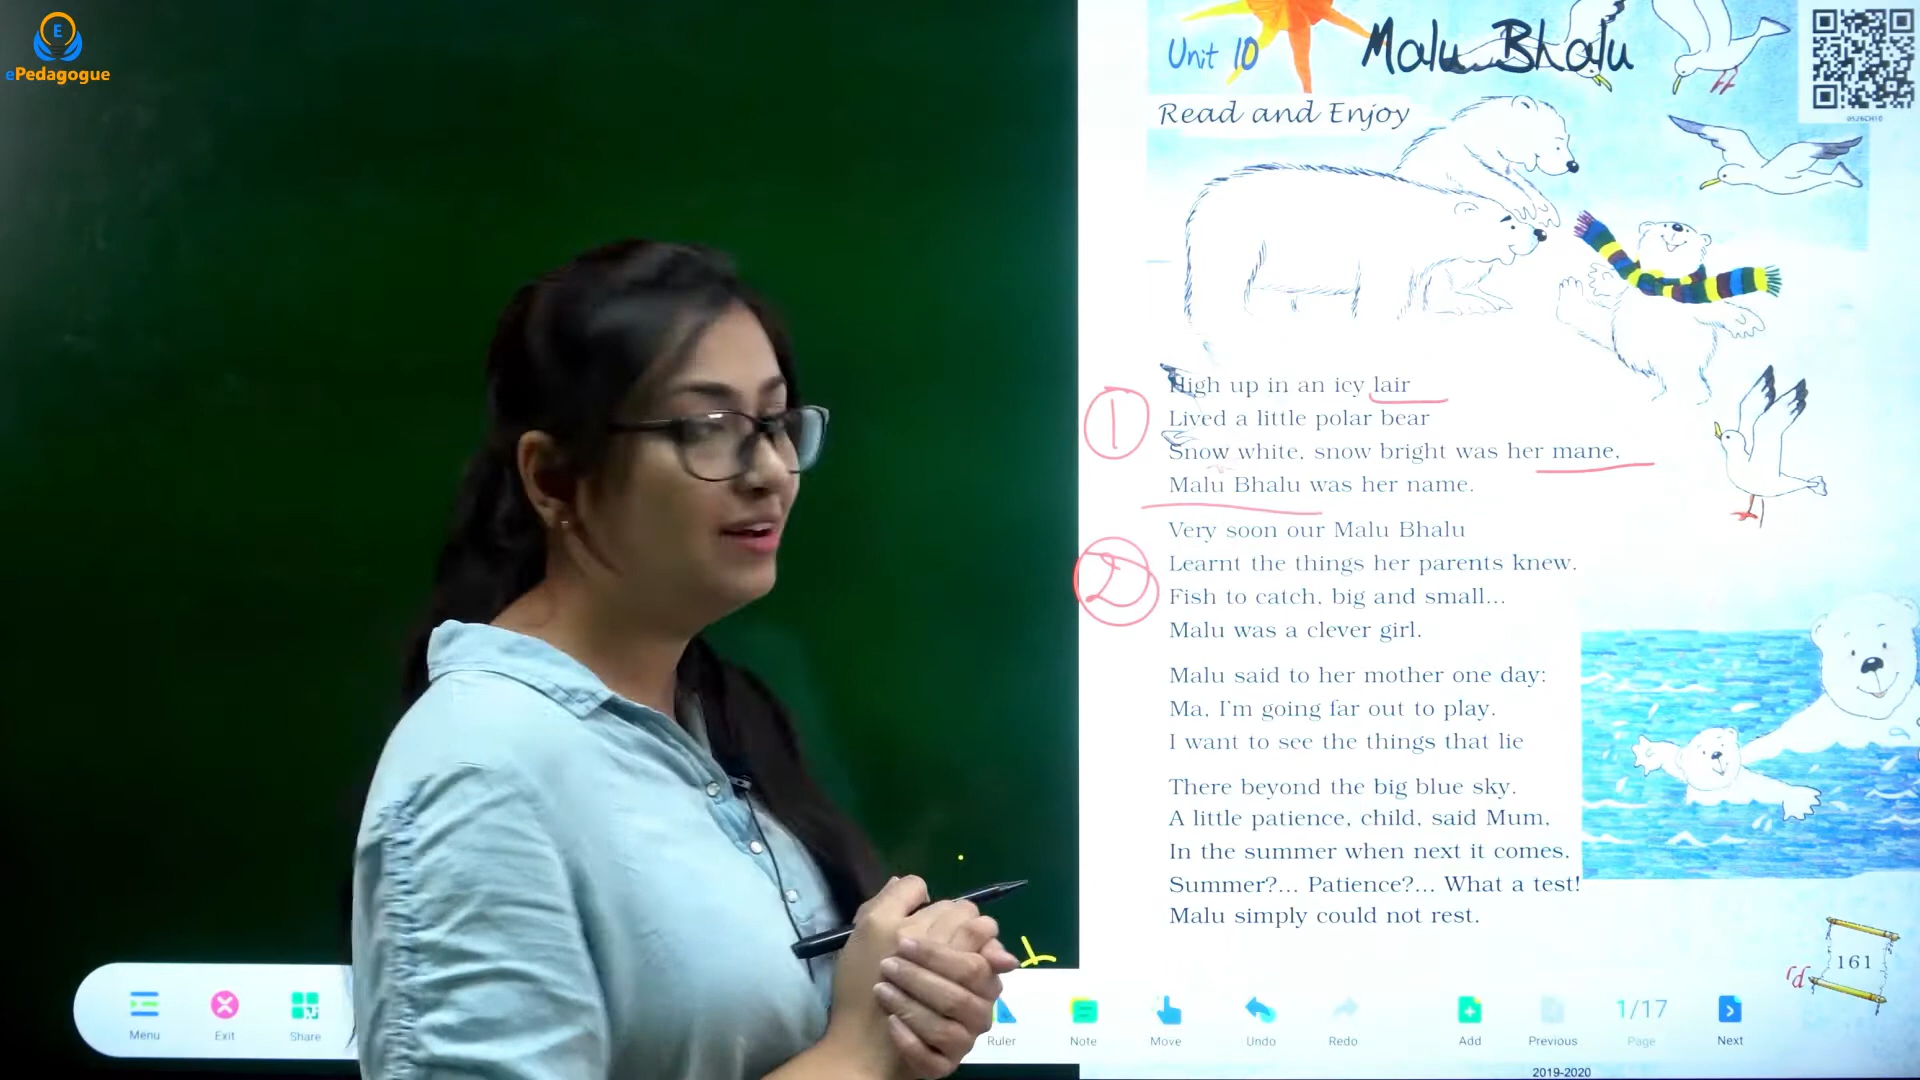 E
ePedagogue
Unit 10
Malu Bhalu
0526CH10
Read and Enjoy
High up in an icy lair
Lived a little polar bear
Snow white, snow bright was her mane,
Malu Bhalu was her name.
1
Very soon our Malu Bhalu
Learnt the things her parents knew.
Fish to catch, big and small...
Malu was a clever girl.
2
Malu said to her mother one day:
Ma, I'm going far out to play.
I want to see the things that lie
There beyond the big blue sky.
A little patience, child, said Mum,
In the summer when next it comes.
Summer?... Patience?... What a test!
Malu simply could not rest.
161
Menu
Exit
Share
Ruler
Note
Move
Undo
Redo
Add
Previous
1/17
Page
Next
2019-2020